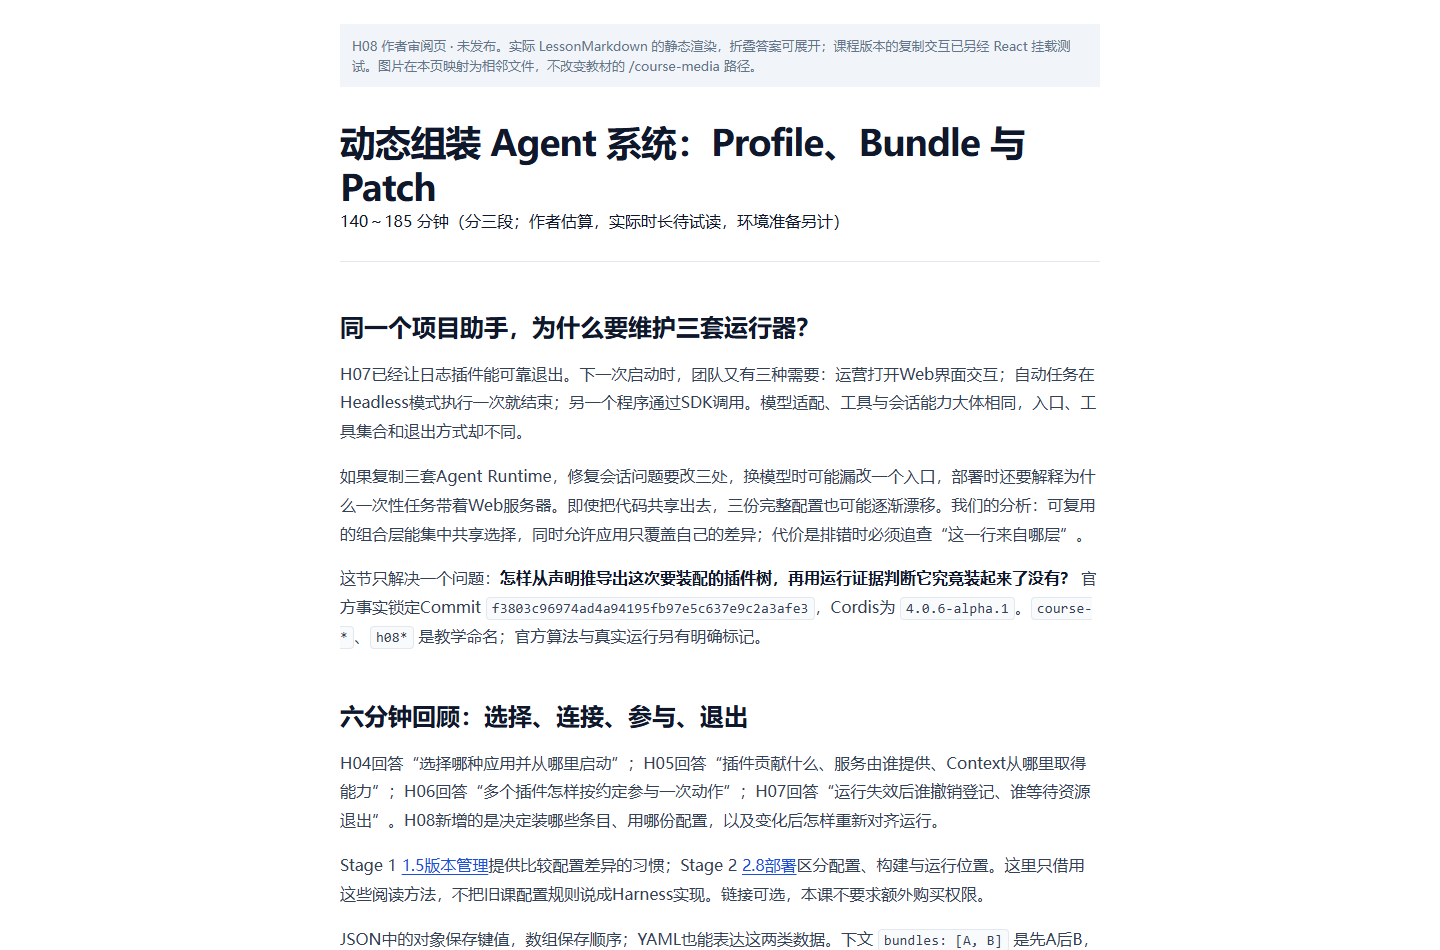 H08 作者审阅页 · 未发布。实际 LessonMarkdown 的静态渲染，折叠答案可展开；课程版本的复制交互已另经 React 挂载测
试。图片在本页映射为相邻文件，不改变教材的 /course-media 路径。
动态组装 Agent 系统：Profile、Bundle 与
Patch
140～185 分钟（分三段；作者估算，实际时长待试读，环境准备另计）
同一个项目助手，为什么要维护三套运行器？
H07已经让日志插件能可靠退出。下一次启动时，团队又有三种需要：运营打开Web界面交互；自动任务在
Headless模式执行一次就结束；另一个程序通过SDK调用。模型适配、工具与会话能力大体相同，入口、工
具集合和退出方式却不同。
如果复制三套Agent Runtime，修复会话问题要改三处，换模型时可能漏改一个入口，部署时还要解释为什
么一次性任务带着Web服务器。即使把代码共享出去，三份完整配置也可能逐渐漂移。我们的分析：可复用
的组合层能集中共享选择，同时允许应用只覆盖自己的差异；代价是排错时必须追查“这一行来自哪层”。
这节只解决一个问题：怎样从声明推导出这次要装配的插件树，再用运行证据判断它究竟装起来了没有？ 官
方事实锁定Commit f3803c96974ad4a94195fb97e5c637e9c2a3afe3，Cordis为 4.0.6-alpha.1。course-
*、h08* 是教学命名；官方算法与真实运行另有明确标记。
六分钟回顾：选择、连接、参与、退出
H04回答“选择哪种应用并从哪里启动”；H05回答“插件贡献什么、服务由谁提供、Context从哪里取得
能力”；H06回答“多个插件怎样按约定参与一次动作”；H07回答“运行失效后谁撤销登记、谁等待资源
退出”。H08新增的是决定装哪些条目、用哪份配置，以及变化后怎样重新对齐运行。
Stage 1 1.5版本管理提供比较配置差异的习惯；Stage 2 2.8部署区分配置、构建与运行位置。这里只借用
这些阅读方法，不把旧课配置规则说成Harness实现。链接可选，本课不要求额外购买权限。
JSON中的对象保存键值，数组保存顺序；YAML也能表达这两类数据。下文 bundles: [A, B] 是先A后B，